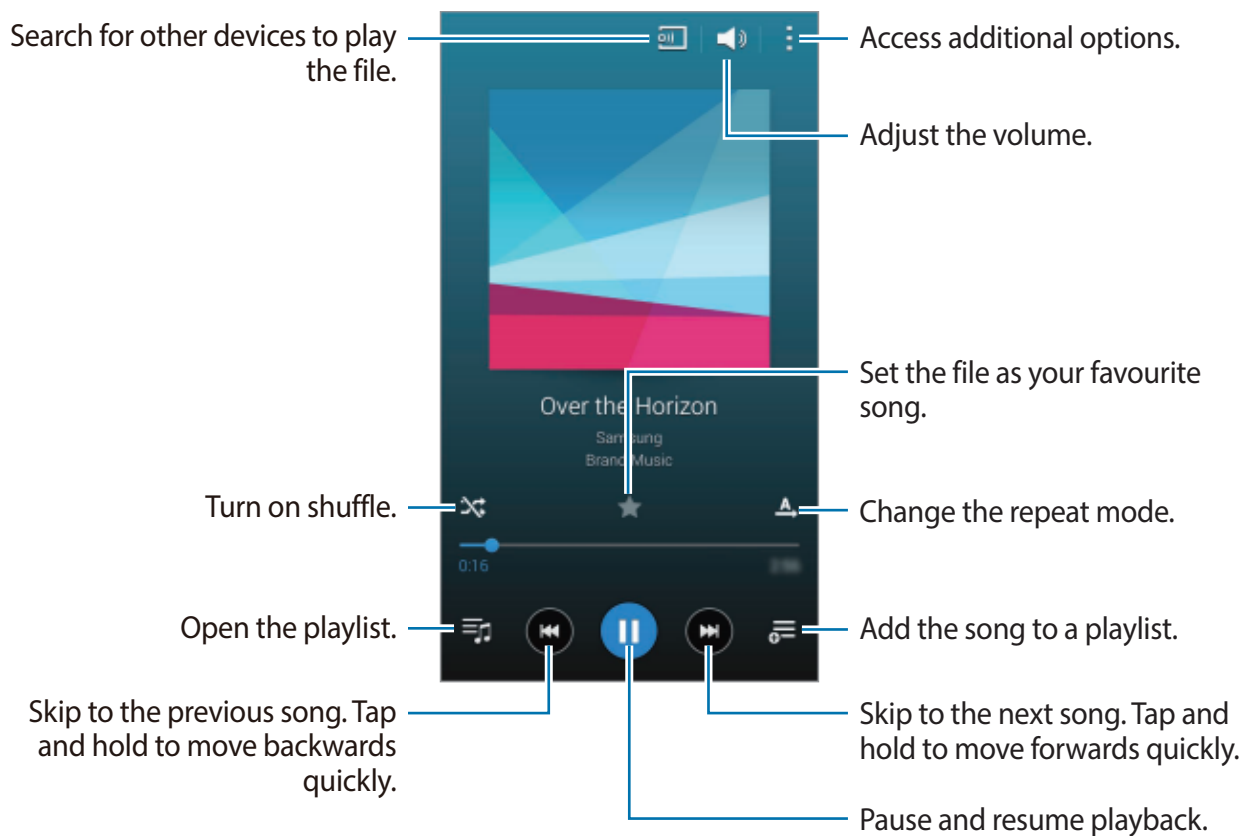 Search for other devices to play
the file.
Access additional options.
Adjust the volume.
Set the file as your favourite
song.
Over the Horizon
Samsung
Brand Music
Turn on shuffle.
A
Change the repeat mode.
0:16
Open the playlist.
Add the song to a playlist.
Skip to the previous song. Tap
and hold to move backwards
quickly.
Skip to the next song. Tap and
hold to move forwards quickly.
Pause and resume playback.